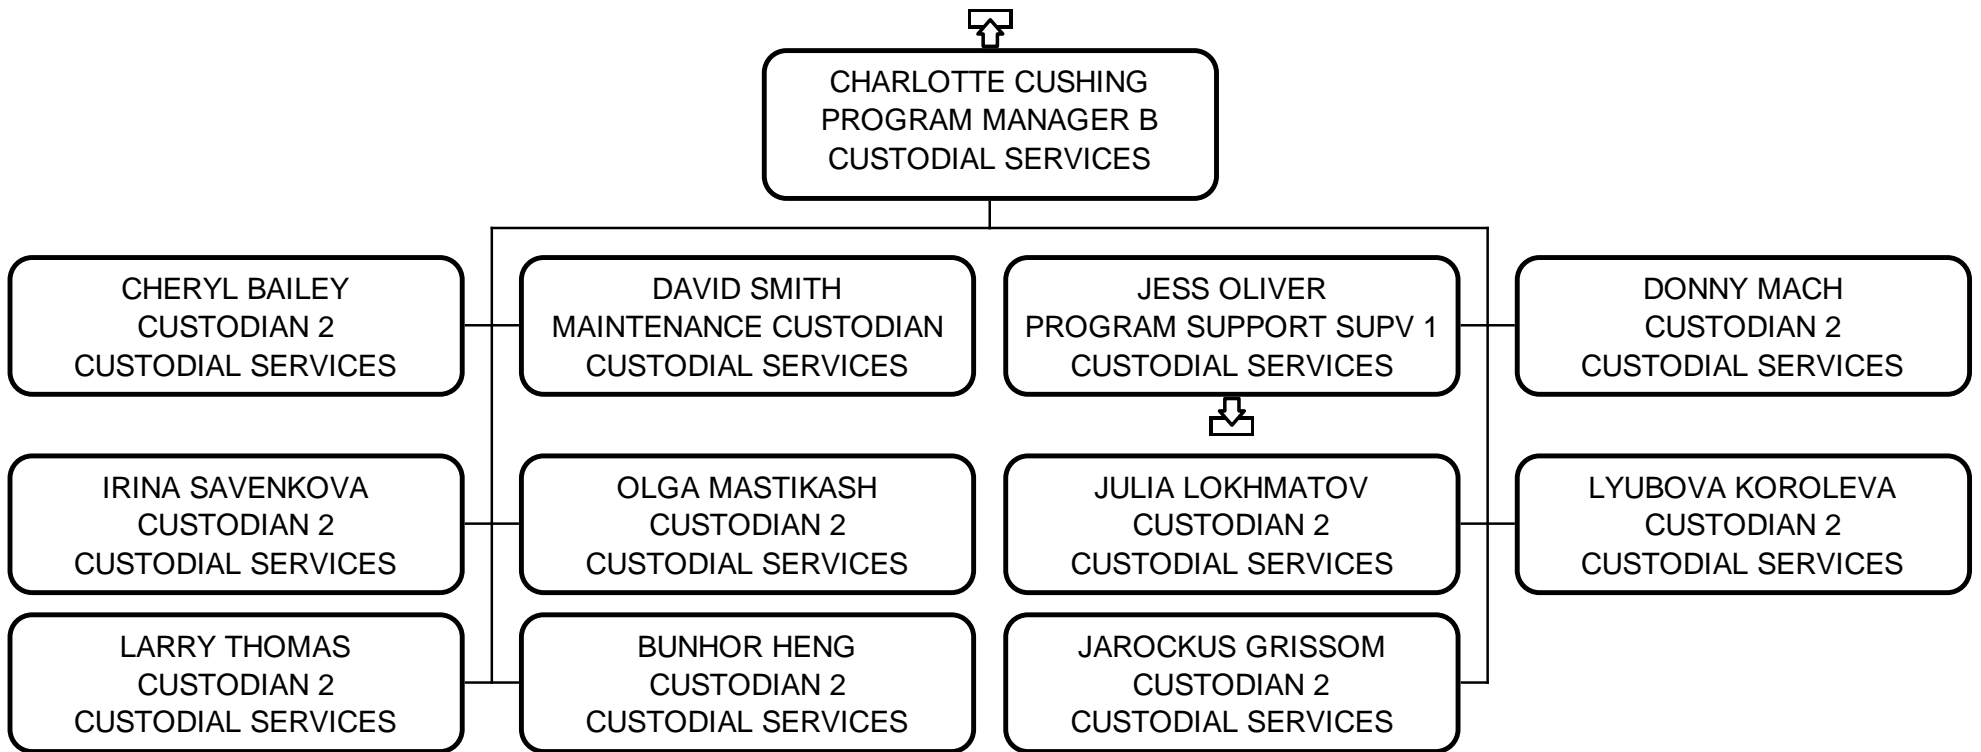 CHARLOTTE CUSHING
PROGRAM MANAGER B
CUSTODIAL SERVICES
CHERYL BAILEY
CUSTODIAN 2
CUSTODIAL SERVICES
DAVID SMITH
MAINTENANCE CUSTODIAN
CUSTODIAL SERVICES
JESS OLIVER
PROGRAM SUPPORT SUPV 1
CUSTODIAL SERVICES
DONNY MACH
CUSTODIAN 2
CUSTODIAL SERVICES
IRINA SAVENKOVA
CUSTODIAN 2
CUSTODIAL SERVICES
OLGA MASTIKASH
CUSTODIAN 2
CUSTODIAL SERVICES
JULIA LOKHMATOV
CUSTODIAN 2
CUSTODIAL SERVICES
LYUBOVA KOROLEVA
CUSTODIAN 2
CUSTODIAL SERVICES
LARRY THOMAS
CUSTODIAN 2
CUSTODIAL SERVICES
BUNHOR HENG
CUSTODIAN 2
CUSTODIAL SERVICES
JAROCKUS GRISSOM
CUSTODIAN 2
CUSTODIAL SERVICES